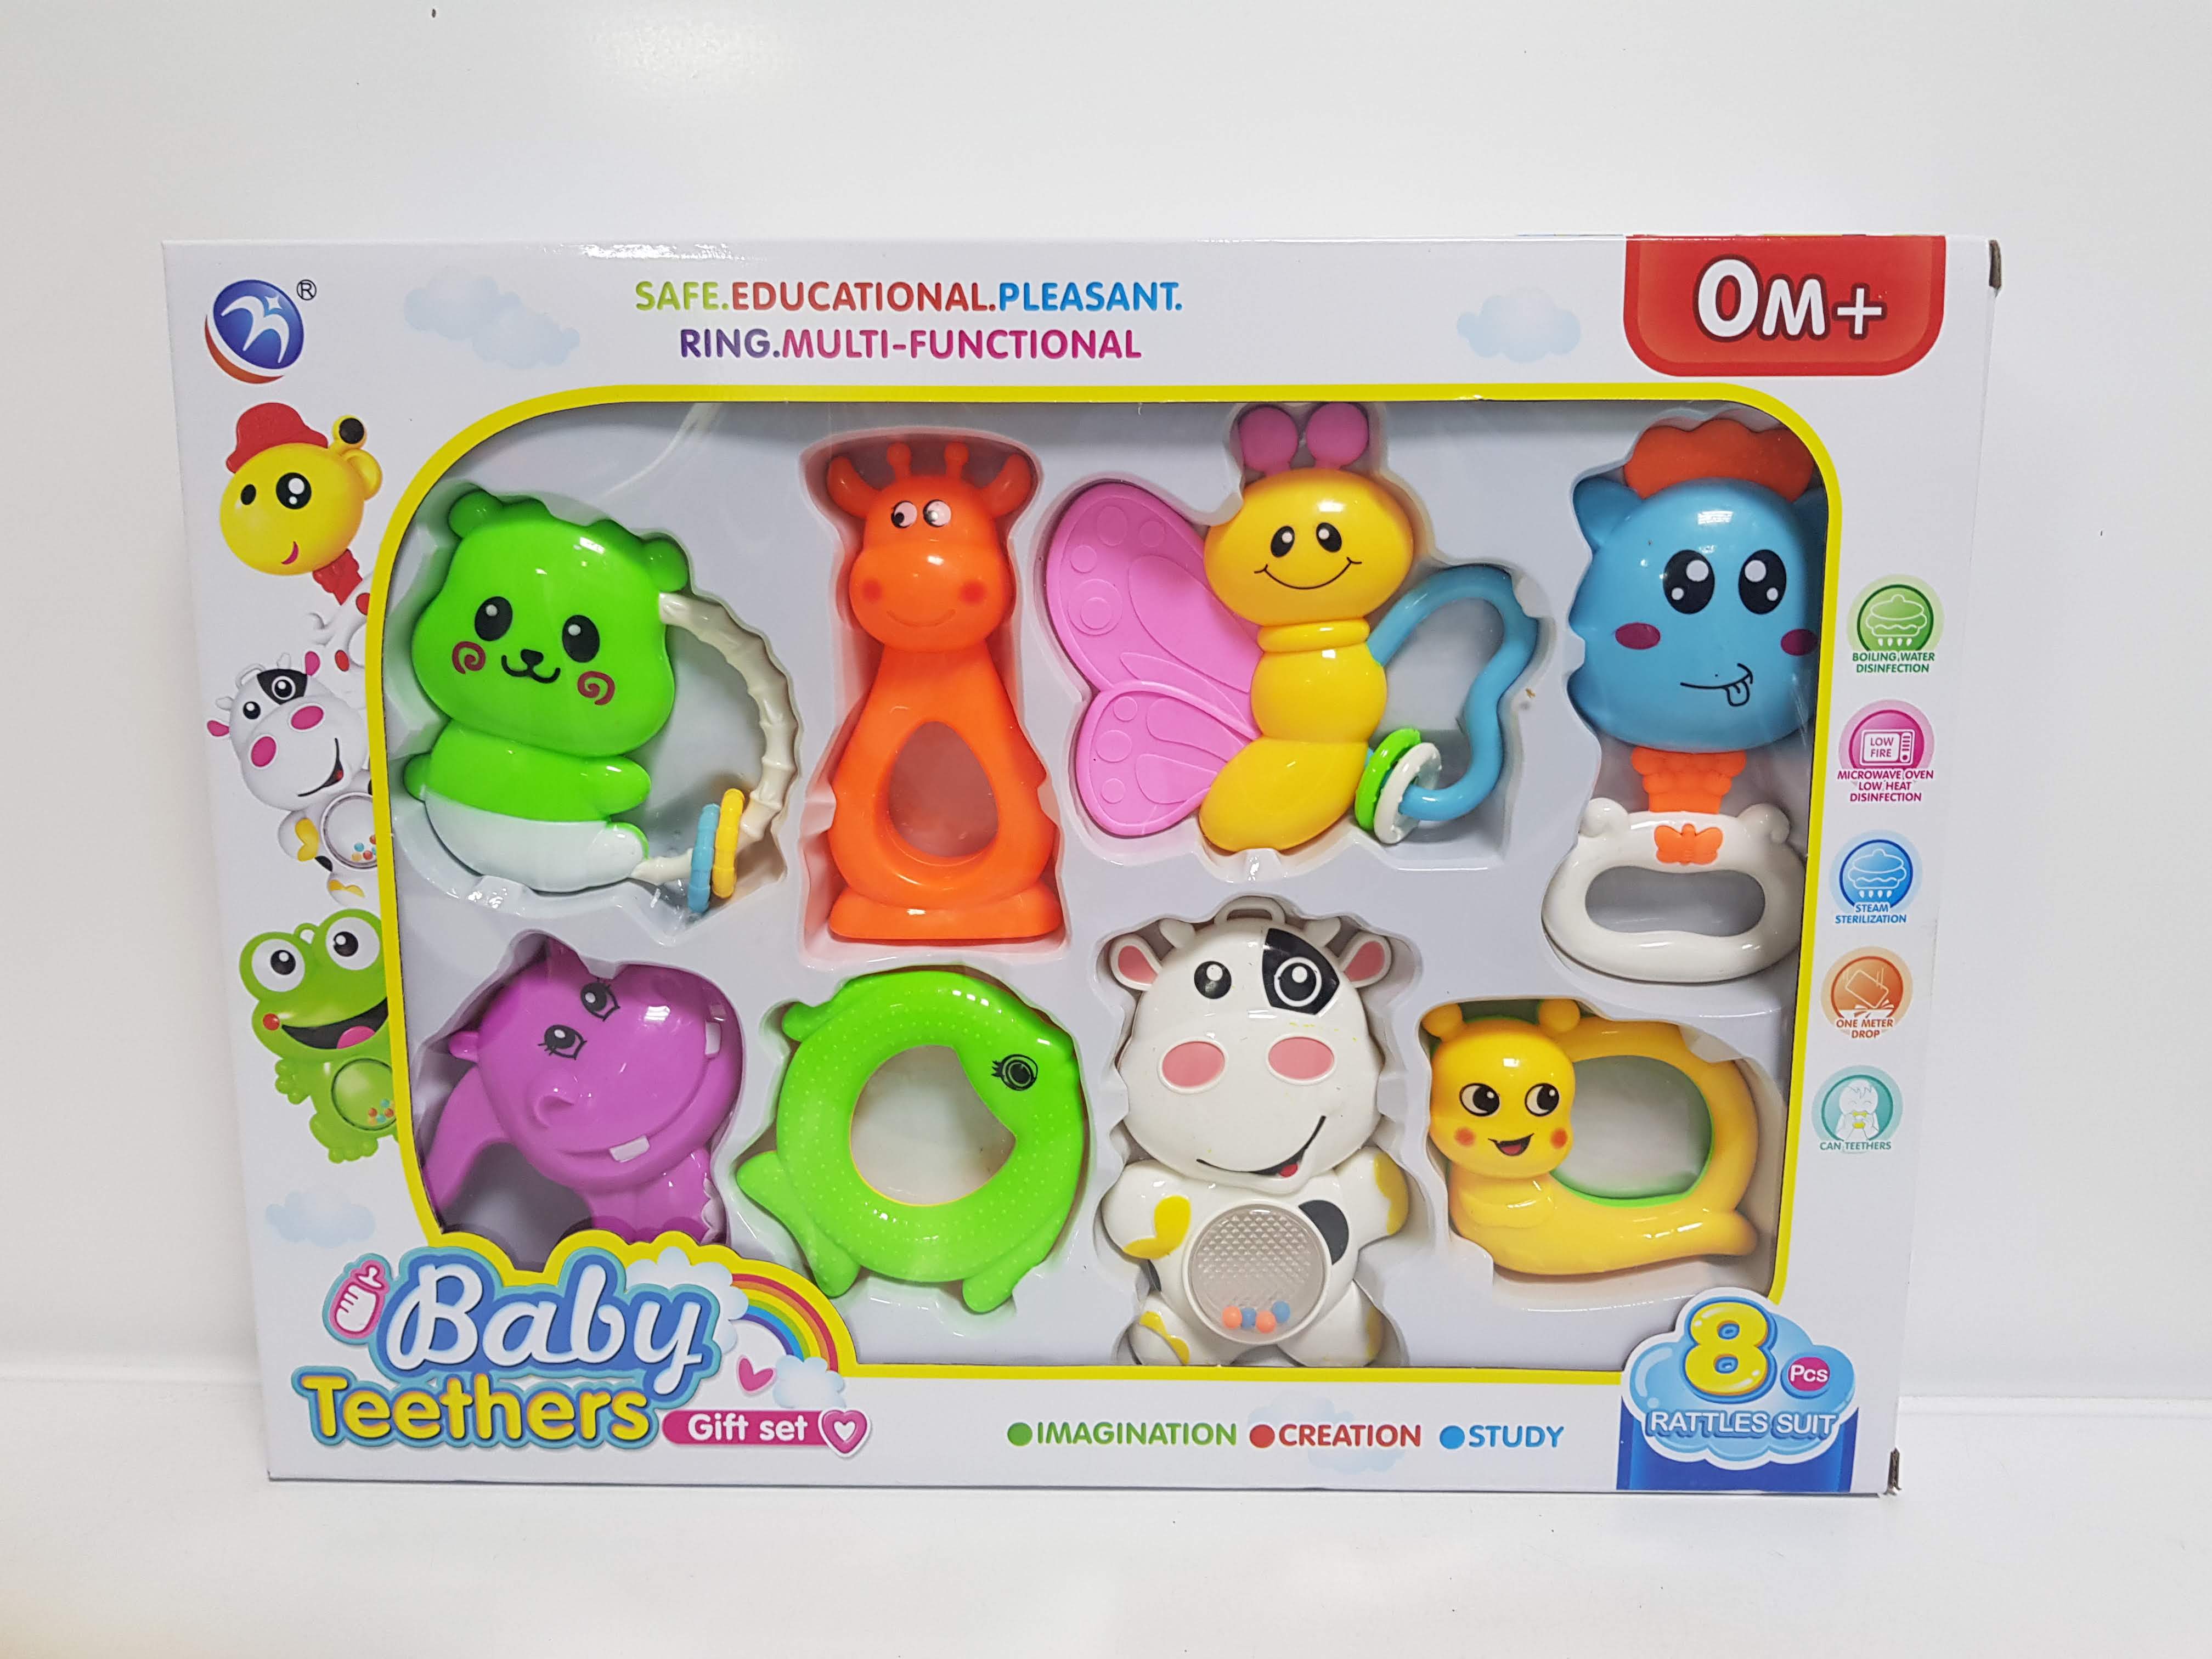 ®
SAFE.EDUCATIONAL.PLEASANT.
RING.MULTI-FUNCTIONAL
0M+
BOILING WATER
DISINFECTION
LOW
FIRE
MICROWAVE OVEN
LOW HEAT
DISINFECTION
STEAM
STERILIZATION
ONE METER
DROP
CAN TEETHERS
Baby
Teethers
Gift set
IMAGINATION CREATION STUDY
8
Pcs
RATTLES SUIT